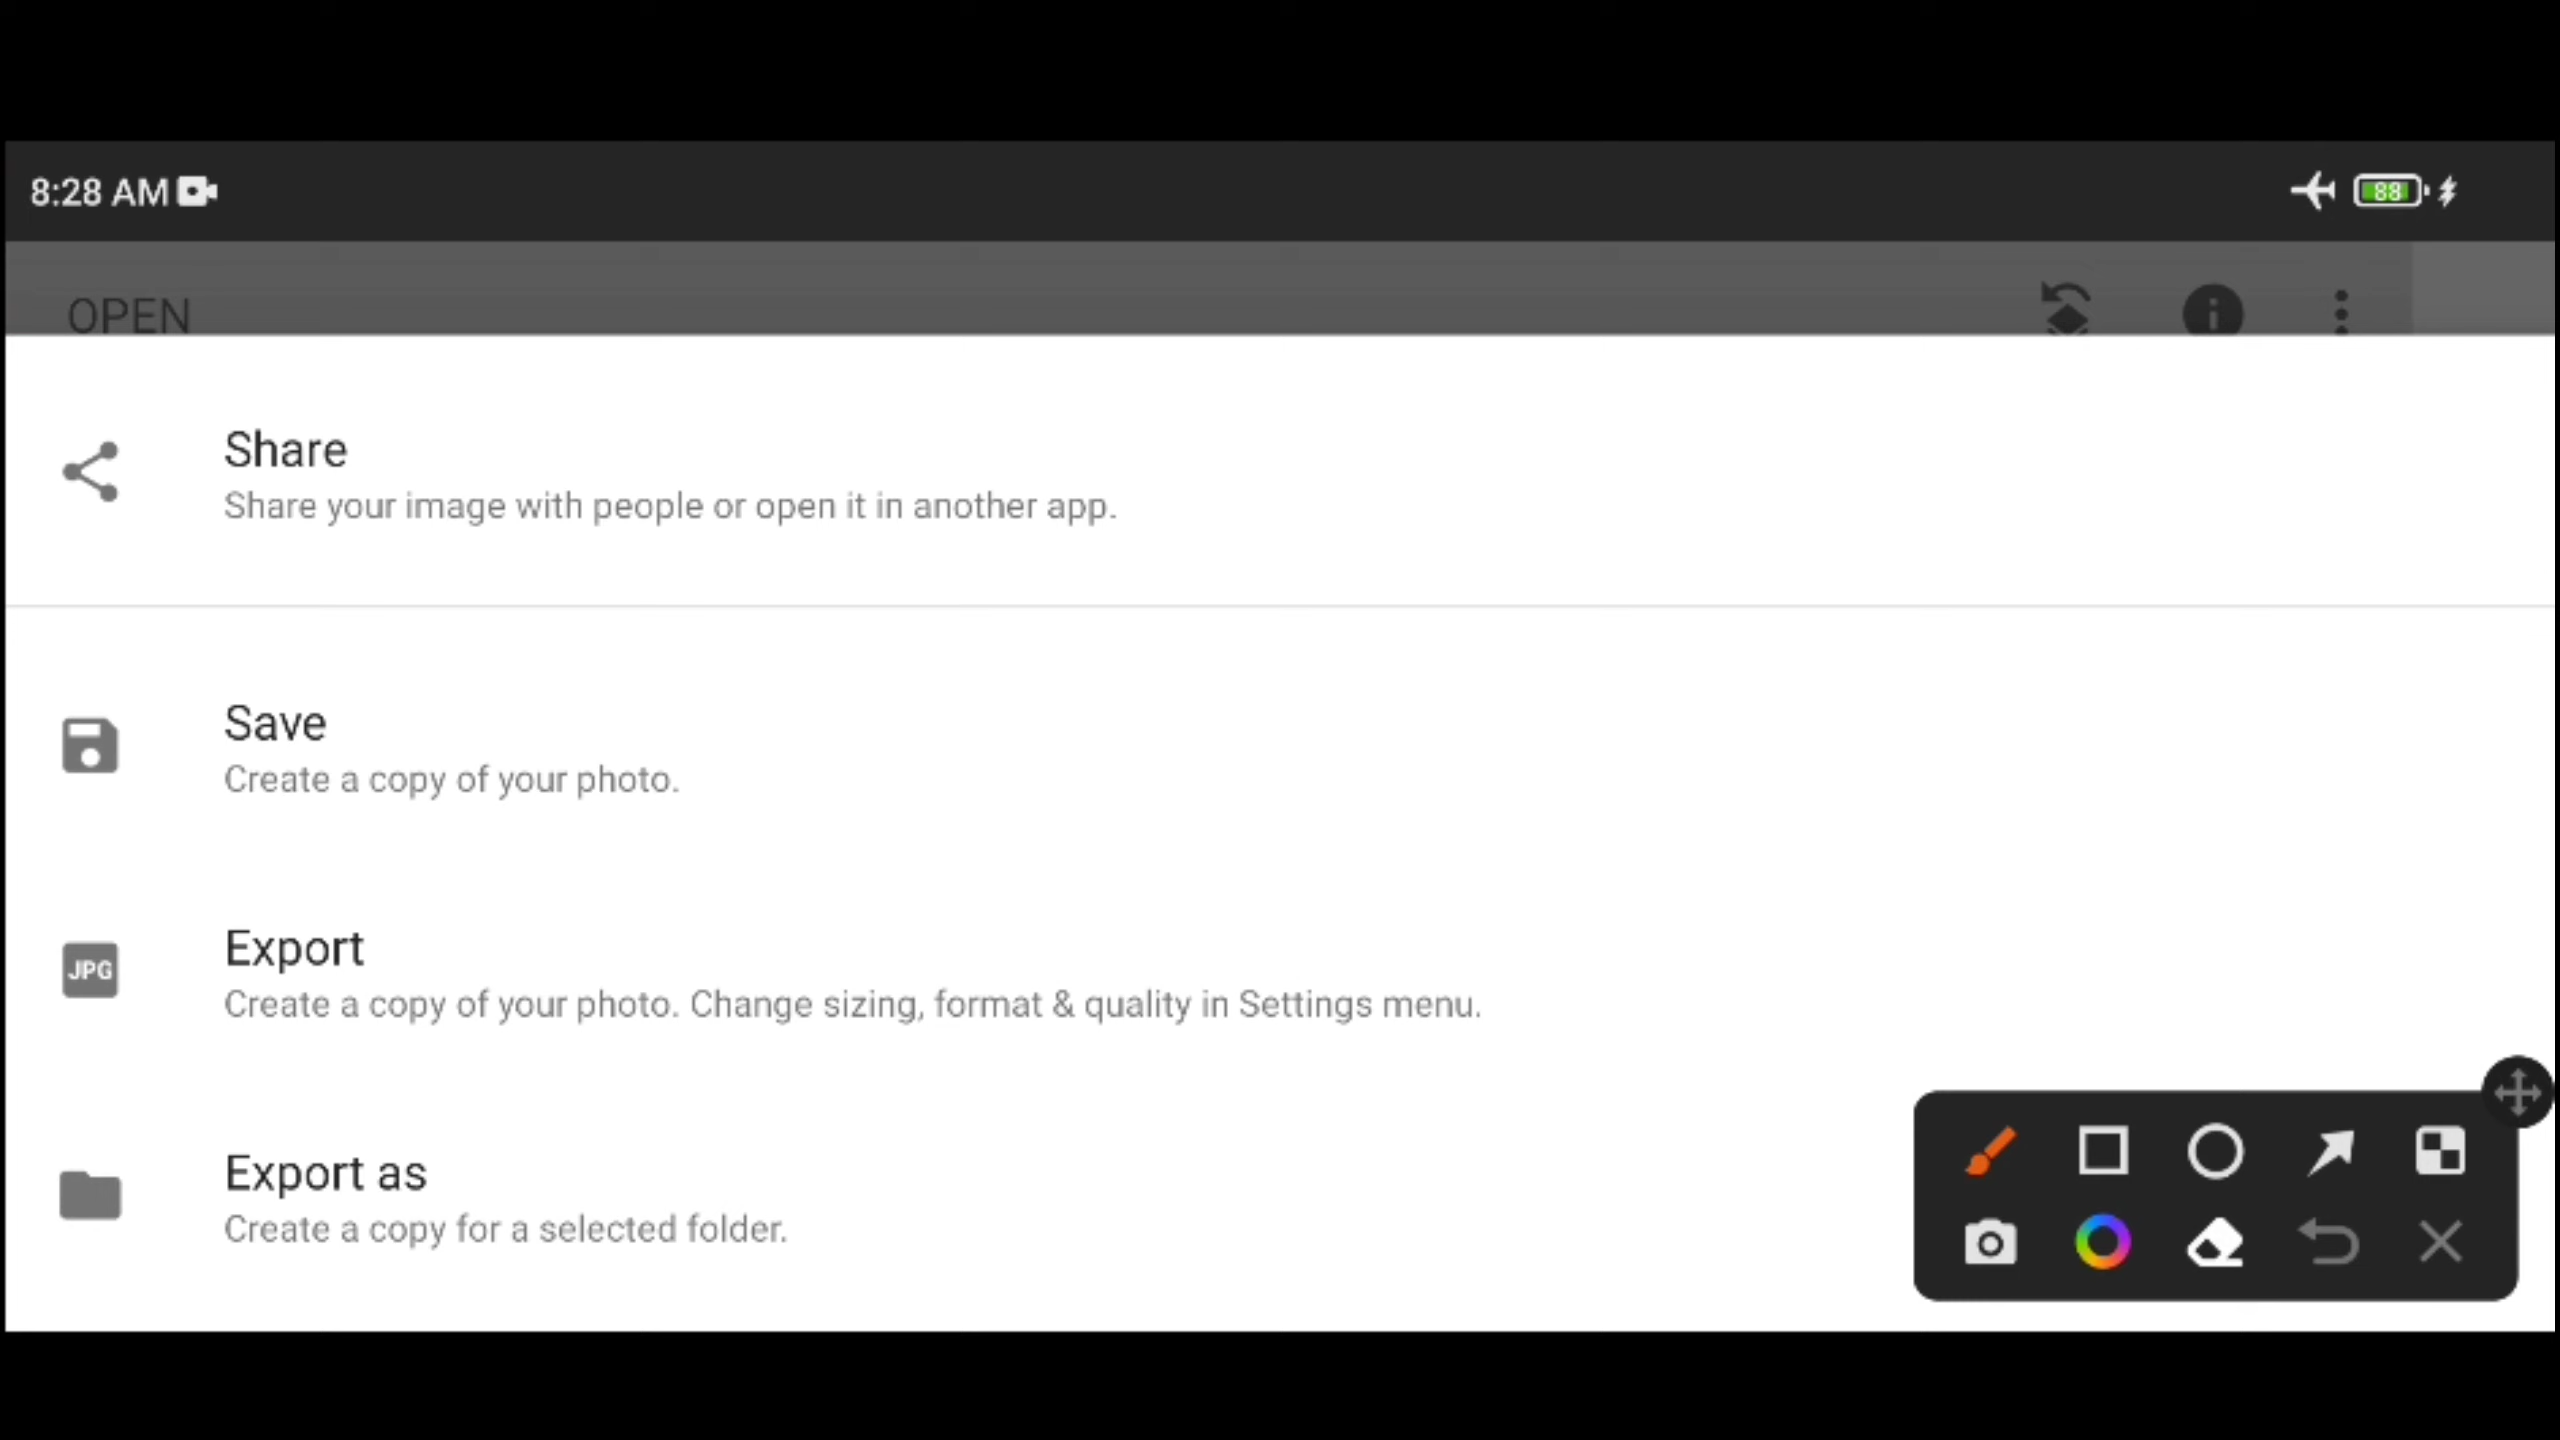 8:28 AM
88
OPEN
Share
Share your image with people or open it in another app.
Save
Create a copy of your photo.
JPG
Export
Create a copy of your photo. Change sizing, format & quality in Settings menu.
Export as
Create a copy for a selected folder.